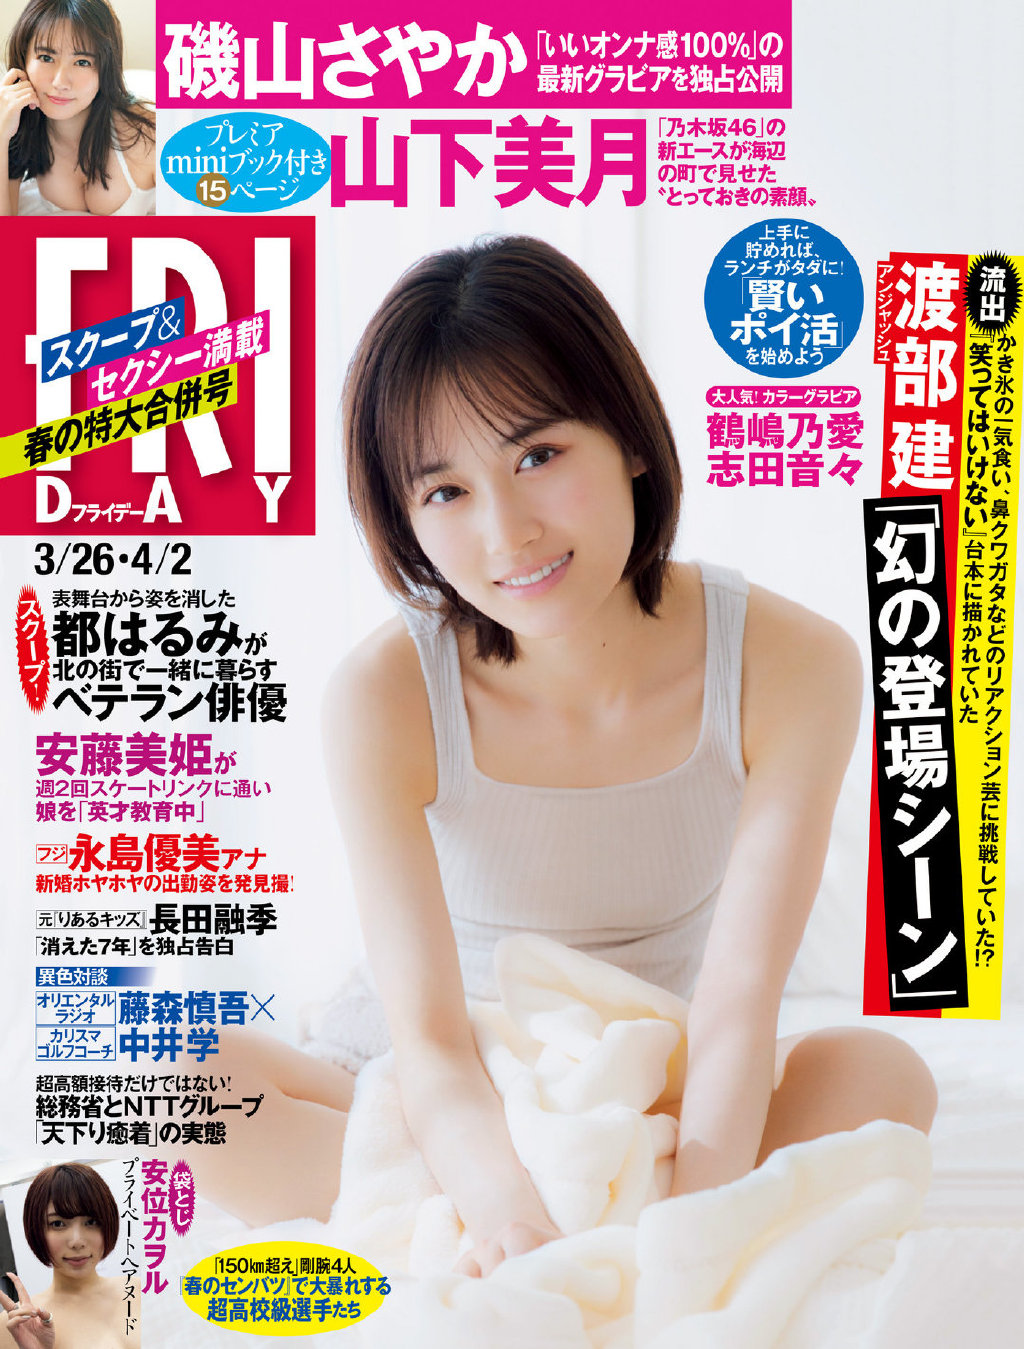 磯山さやか
「いいオンナ感100%」の
最新グラビアを独占公開
プレミア
miniブック付き
15ページ
山下美月
「乃木坂46」の
新エースが海辺
の町で見せた
〝とっておきの素顔〟
FRI
DAY
フライデー
スクープ&
セクシー満載
春の特大合併号
3/26・4/2
上手に
貯めれば、
ランチがタダに!
「賢い
ポイ活」
を始めよう
大人気! カラーグラビア
鶴嶋乃愛
志田音々
流出
かき氷の一気食い、鼻クワガタなどのリアクション芸に挑戦していた!?
『笑ってはいけない』台本に描かれていた
アンジャッシュ
渡部建
「幻の登場シーン」
スクープ!
表舞台から姿を消した
都はるみが
北の街で一緒に暮らす
ベテラン俳優
安藤美姫が
週2回スケートリンクに通い
娘を「英才教育中」
フジ永島優美アナ
新婚ホヤホヤの出勤姿を発見撮!
元『りあるキッズ』長田融季
「消えた7年」を独占告白
異色対談
オリエンタル
ラジオ
藤森慎吾×
カリスマ
ゴルフコーチ
中井学
超高額接待だけではない!
総務省とNTTグループ
「天下り癒着」の実態
袋とじ
安位カヲル
プライベートヘアヌード
「150km超え」剛腕4人
『春のセンバツ』で大暴れする
超高校級選手たち